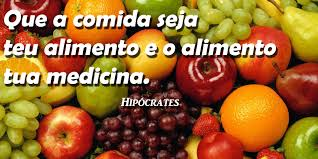 Que a comida seja
teu alimento e o alimento
tua medicina.
HIPÓCRATES